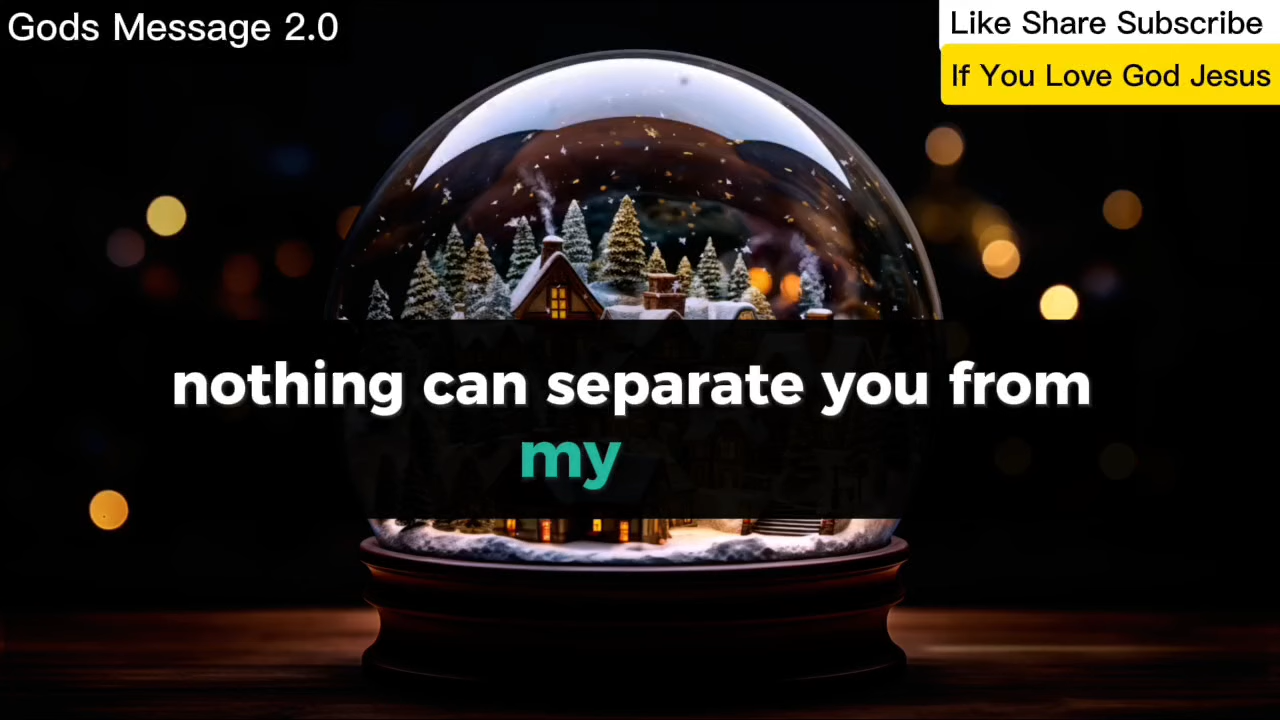 Gods Message 2.0
Like Share Subscribe
If You Love God Jesus
nothing can separate you from
my